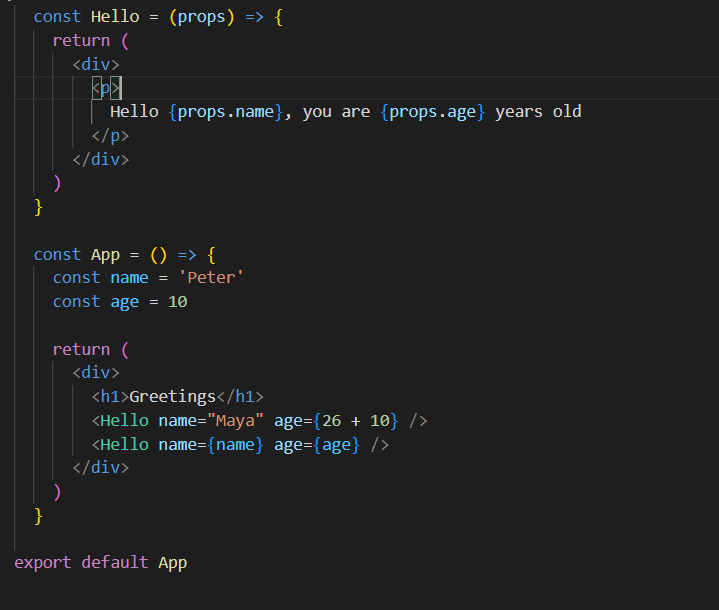 const Hello = (props) => {
return (
<div>
<p>
Hello {props.name}, you are {props.age} years old
</p>
</div>
)
}
const App = () => {
const name = 'Peter'
const age = 10
return (
<div>
<h1>Greetings</h1>
<Hello name="Maya" age={26 + 10} />
<Hello name={name} age={age} />
</div>
)
}
export default App